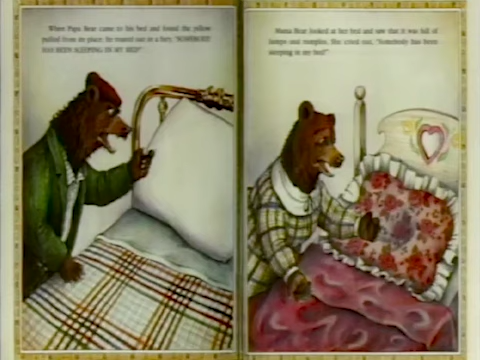 When Papa Bear came to his bed and found the pillow
pulled from its place, he roared out in a fury, "SOMEBODY
HAS BEEN SLEEPING IN MY BED!"
Mama Bear looked at her bed and saw that it was full of
lumps and rumples. She cried out, "Somebody has been
sleeping in my bed!"